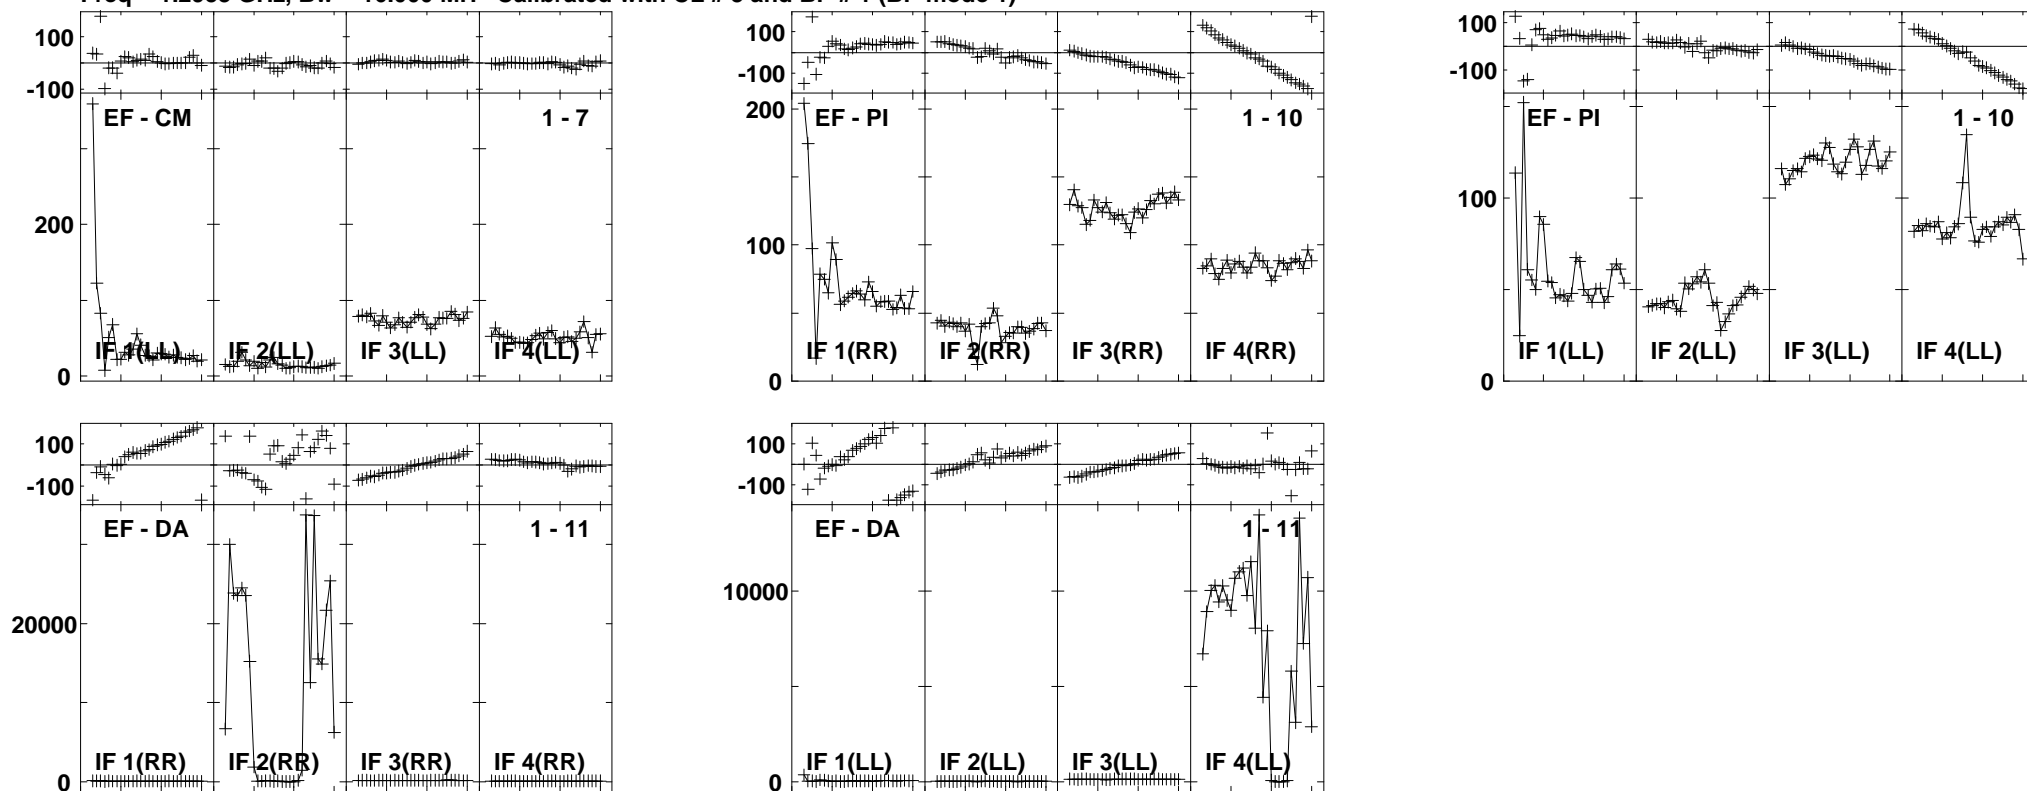 100
0
-100
EF - CM
1 - 7
200
0
IF 1(LL)
IF 2(LL)
IF 3(LL)
IF 4(LL)
100
-100
200
EF - PI
1 - 10
100
0
IF 1(RR)
IF 2(RR)
IF 3(RR)
IF 4(RR)
100
-100
EF - PI
1 - 10
100
0
IF 1(LL)
IF 2(LL)
IF 3(LL)
IF 4(LL)
100
-100
EF - DA
1 - 11
20000
0
IF 1(RR)
IF 2(RR)
IF 3(RR)
IF 4(RR)
100
-100
EF - DA
1 - 11
10000
0
IF 1(LL)
IF 2(LL)
IF 3(LL)
IF 4(LL)